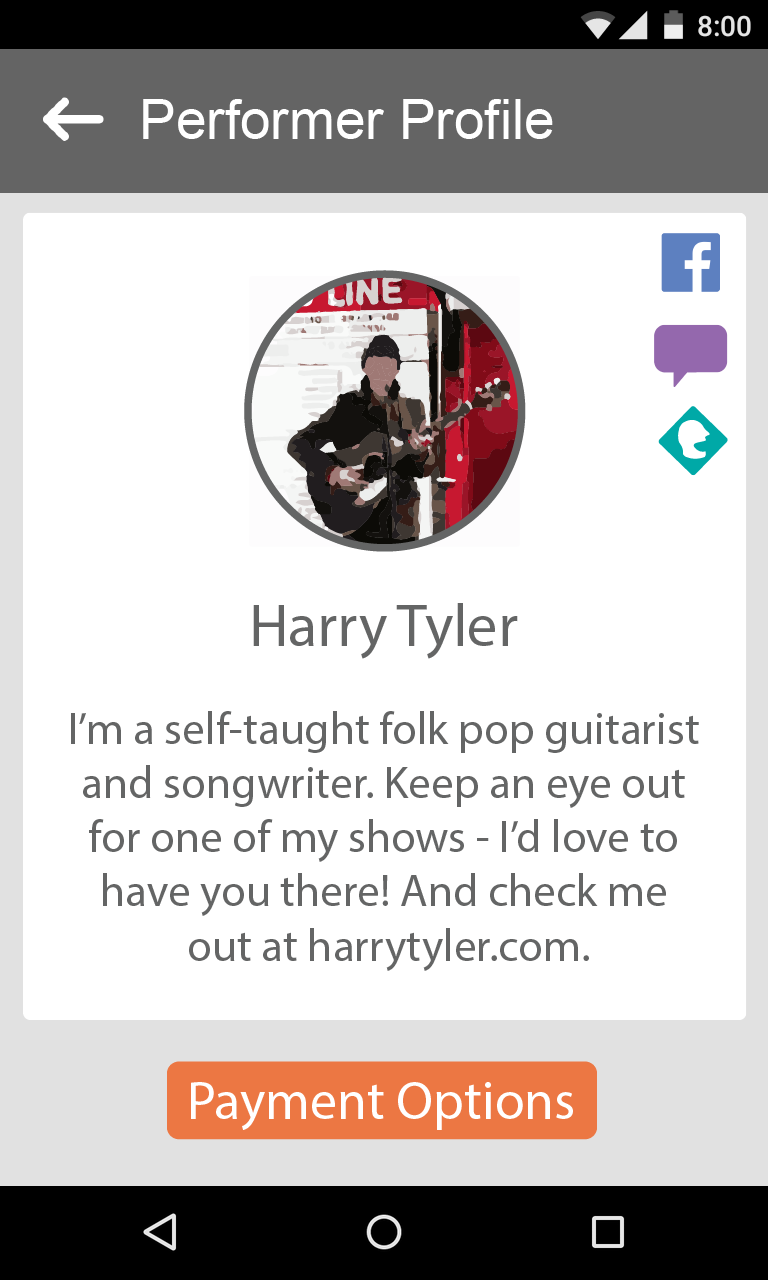 8:00
Performer Profile
LINE
Harry Tyler
I’m a self-taught folk pop guitarist
and songwriter. Keep an eye out
for one of my shows - I’d love to
have you there! And check me
out at harrytyler.com.
Payment Options